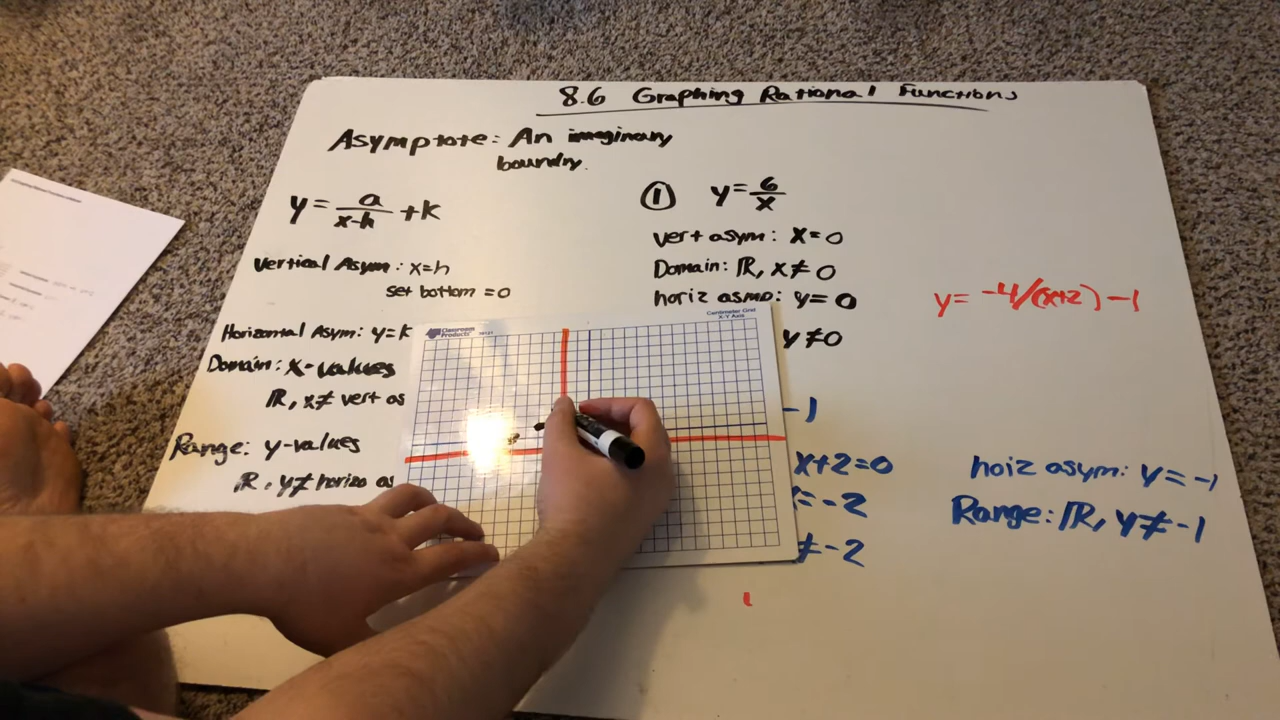 8.6 Graphing Rational Functions
Asymptote: An imaginary
boundry.
y = a/(x-h) + k
Vertical Asym: x=h
set bottom = 0
Horizontal Asym: y=k
Domain: x-values
ℝ, x≠ vert as
Range: y-values
ℝ, y≠ horizo as
① y = 6/x
vert asym: x=0
Domain: ℝ, x≠0
horiz asmp: y=0
y≠0
-1
x+2=0
=-2
≠-2
y= -4/(x+2) -1
hoiz asym: y=-1
Range: ℝ, y≠-1
Classroom
Products
Centimeter Grid
X-Y Axis